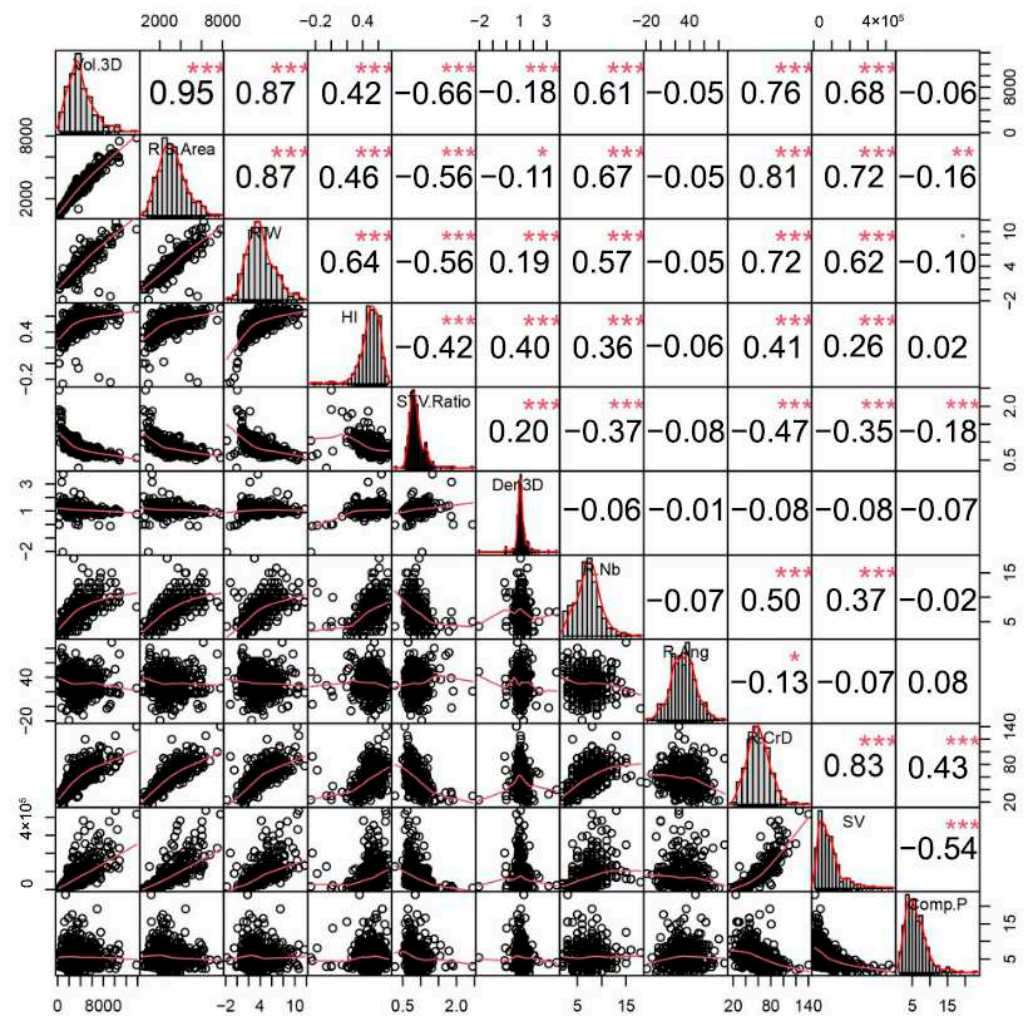 2000 8000 −0.2 0.4 −2 1 3 −20 40 0 4×10⁵
Vol.3D 0.95 *** 0.87 *** 0.42 *** −0.66 *** −0.18 *** 0.61 *** −0.05 0.76 *** 0.68 *** −0.06 0 8000
2000 8000 0.87 *** 0.46 *** −0.56 *** −0.11 * 0.67 *** −0.05 0.81 *** 0.72 *** −0.16 **
0.64 *** −0.56 *** 0.19 *** 0.57 *** −0.05 0.72 *** 0.62 *** −0.10 . −2 4 10
−0.2 0.4 HI −0.42 *** 0.40 *** 0.36 *** −0.06 0.41 *** 0.26 *** 0.02
STV.Ratio 0.20 *** −0.37 *** −0.08 −0.47 *** −0.35 *** −0.18 *** 0.5 2.0
−2 1 3 Den3D −0.06 −0.01 −0.08 −0.08 −0.07
Nb −0.07 0.50 *** 0.37 *** −0.02 5 15
−20 40 R.Ang −0.13 * −0.07 0.08
CrD 0.83 *** 0.43 *** 20 80 140
0 4×10⁵ SV −0.54 ***
Comp.P 5 15
0 8000 −2 4 10 0.5 2.0 5 15 20 80 140 5 15